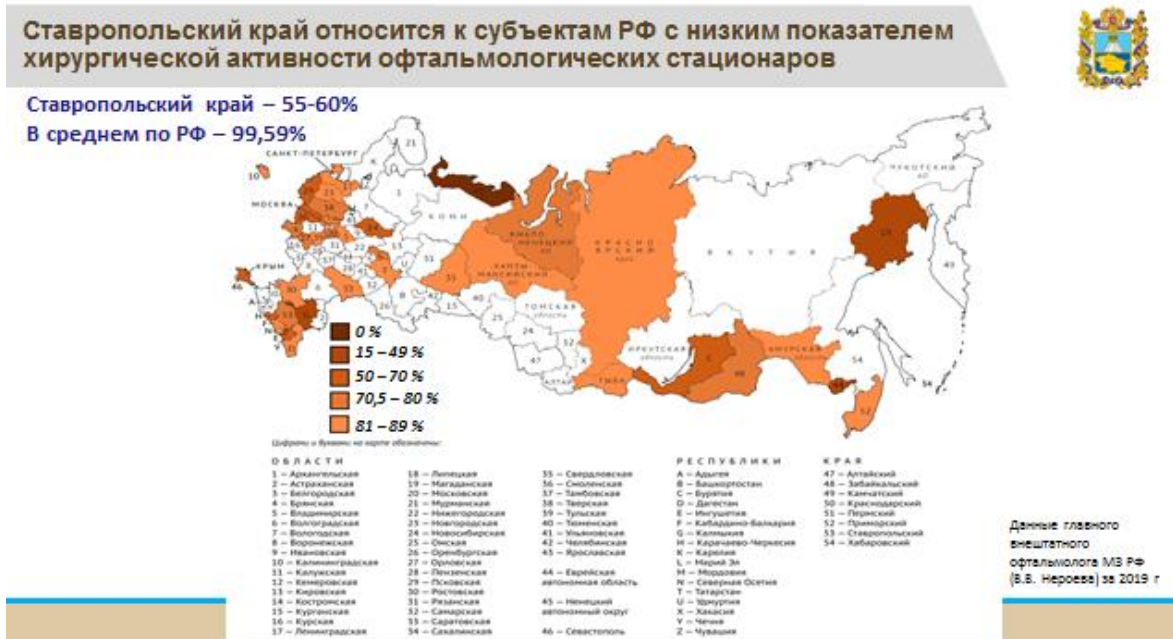 Ставропольский край относится к субъектам РФ с низким показателем
хирургической активности офтальмологических стационаров
Ставропольский край – 55-60%
В среднем по РФ – 99,59%
САНКТ-ПЕТЕРБУРГ
МОСКВА
КРЫМ
КОМИ
ЯМАЛО-
НЕНЕЦКИЙ
АО
ХАНТЫ-
МАНСИЙСКИЙ
АО
КРАСНО
ЯРСКИЙ
КРАЙ
ЯКУТИЯ
ЧУКОТСКИЙ
АО
ТОМСКАЯ
область
ИРКУТСКАЯ
область
АМУРСКАЯ
область
АЛТАЙ
ТЫВА
0 %
15 – 49 %
50 – 70 %
70,5 – 80 %
81 – 89 %
Цифрами и буквами на карте обозначены:
ОБЛАСТИ
1 – Архангельская
2 – Астраханская
3 – Белгородская
4 – Брянская
5 – Владимирская
6 – Волгоградская
7 – Вологодская
8 – Воронежская
9 – Ивановская
10 – Калининградская
11 – Калужская
12 – Кемеровская
13 – Кировская
14 – Костромская
15 – Курганская
16 – Курская
17 – Ленинградская
18 – Липецкая
19 – Магаданская
20 – Московская
21 – Мурманская
22 – Нижегородская
23 – Новгородская
24 – Новосибирская
25 – Омская
26 – Оренбургская
27 – Орловская
28 – Пензенская
29 – Псковская
30 – Ростовская
31 – Рязанская
32 – Самарская
33 – Саратовская
34 – Сахалинская
35 – Свердловская
36 – Смоленская
37 – Тамбовская
38 – Тверская
39 – Тульская
40 – Тюменская
41 – Ульяновская
42 – Челябинская
43 – Ярославская
44 – Еврейская
автономная область
45 – Ненецкий
автономный округ
46 – Севастополь
РЕСПУБЛИКИ
A – Адыгея
B – Башкортостан
C – Бурятия
D – Дагестан
E – Ингушетия
F – Кабардино-Балкария
G – Калмыкия
H – Карачаево-Черкесия
K – Карелия
L – Марий Эл
M – Мордовия
N – Северная Осетия
T – Татарстан
U – Удмуртия
X – Хакасия
Y – Чечня
Z – Чувашия
КРАЯ
47 – Алтайский
48 – Забайкальский
49 – Камчатский
50 – Краснодарский
51 – Пермский
52 – Приморский
53 – Ставропольский
54 – Хабаровский
Данные главного
внештатного
офтальмолога МЗ РФ
(В.В. Нероева) за 2019 г